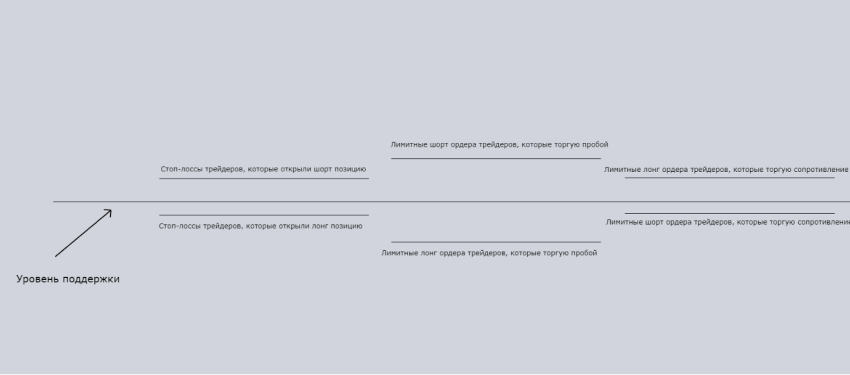 Лимитные шорт ордера трейдеров, которые торгую пробой
Стоп-лоссы трейдеров, которые открыли шорт позицию
Лимитные лонг ордера трейдеров, которые торгую сопротивление
Стоп-лоссы трейдеров, которые открыли лонг позицию
Лимитные шорт ордера трейдеров, которые торгую сопротивление
Лимитные лонг ордера трейдеров, которые торгую пробой
Уровень поддержки